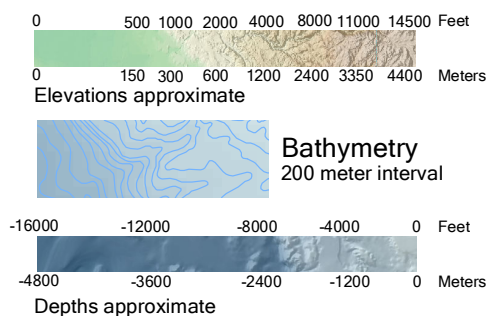 0 500 1000 2000 4000 8000 11000 14500 Feet
0 150 300 600 1200 2400 3350 4400 Meters
Elevations approximate
Bathymetry
200 meter interval
-16000 -12000 -8000 -4000 0 Feet
-4800 -3600 -2400 -1200 0 Meters
Depths approximate